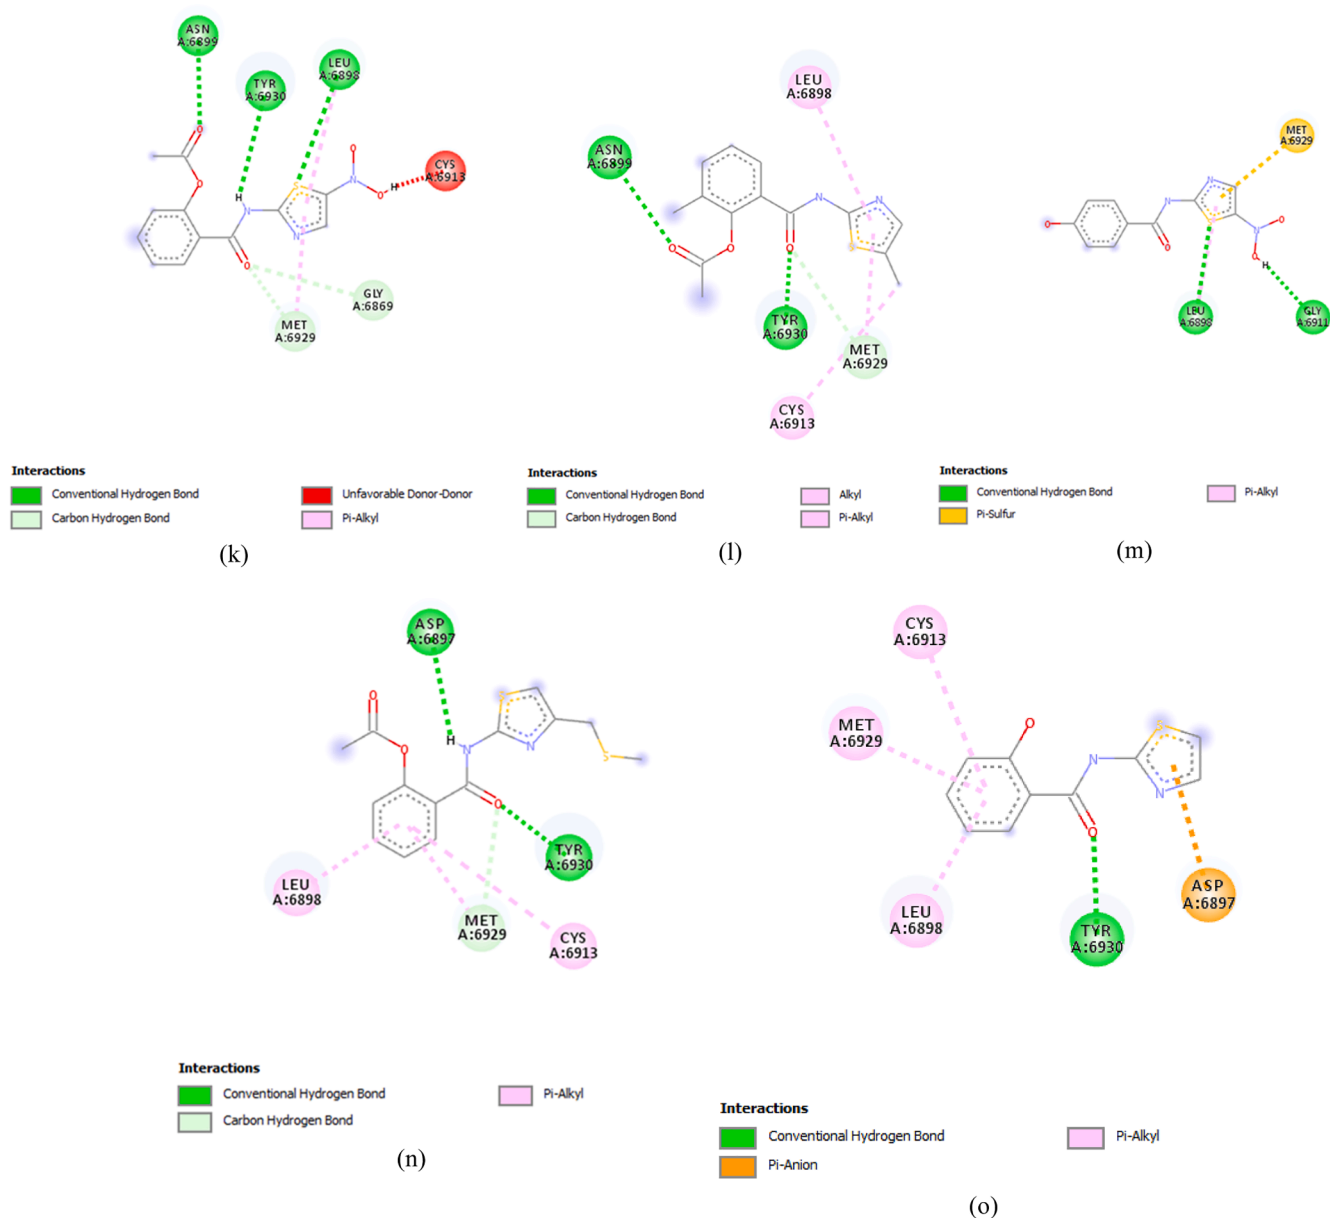 ASN
A:6899
TYR
A:6930
LEU
A:6898
O
O
O
N
O
H
CYS
A:6913
H
N
S
N
O
GLY
A:6869
MET
A:6929
Interactions
Conventional Hydrogen Bond
Carbon Hydrogen Bond
Unfavorable Donor-Donor
Pi-Alkyl
(k)
LEU
A:6898
ASN
A:6899
N
N
O
O
O
S
TYR
A:6930
MET
A:6929
CYS
A:6913
Interactions
Conventional Hydrogen Bond
Carbon Hydrogen Bond
Alkyl
Pi-Alkyl
(l)
MET
A:6929
N
N
S
O
O
N
O
O
H
LEU
A:6898
GLY
A:6911
Interactions
Conventional Hydrogen Bond
Pi-Sulfur
Pi-Alkyl
(m)
ASP
A:6897
O
O
H
N
S
N
S
O
TYR
A:6930
LEU
A:6898
MET
A:6929
CYS
A:6913
Interactions
Conventional Hydrogen Bond
Carbon Hydrogen Bond
Pi-Alkyl
(n)
CYS
A:6913
MET
A:6929
O
N
S
N
O
LEU
A:6898
TYR
A:6930
ASP
A:6897
Interactions
Conventional Hydrogen Bond
Pi-Anion
Pi-Alkyl
(o)